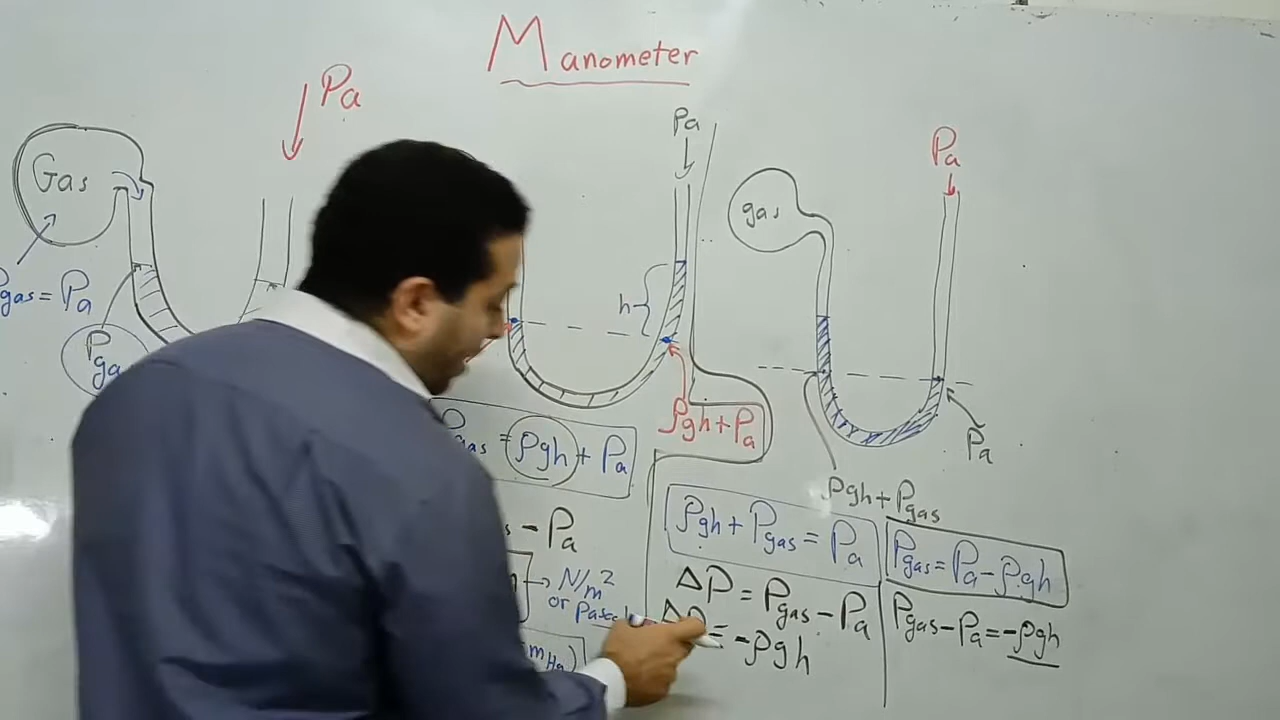 Manometer
Pa
Gas
gas = Pa
Pga
Pa
h
ρgh + Pa
gas = ρgh + Pa
s - Pa
→ N/m²
or Pascal
Pa
gas
Pa
ρgh + Pgas
ρgh + Pgas = Pa
ΔP = Pgas - Pa
= -ρgh
Pgas = Pa - ρgh
Pgas - Pa = -ρgh